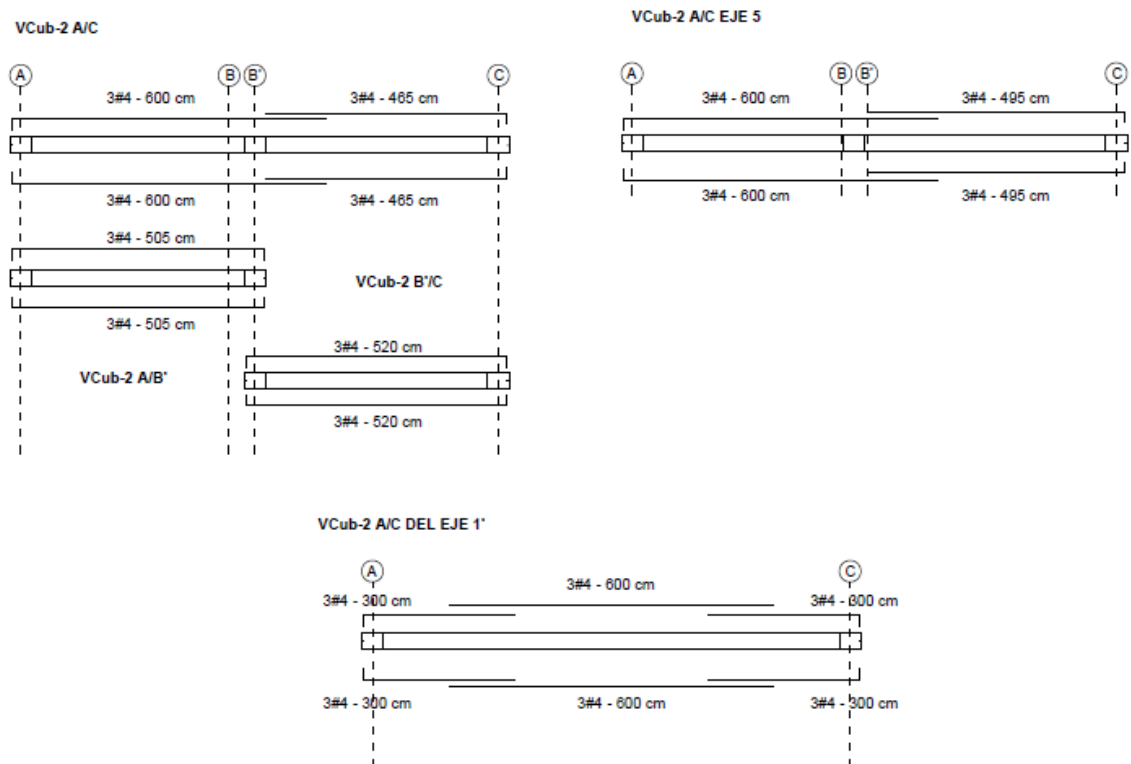 VCub-2 A/C
A B B' C
3#4 - 600 cm 3#4 - 465 cm
3#4 - 600 cm 3#4 - 465 cm
3#4 - 505 cm
VCub-2 B'/C
3#4 - 505 cm
3#4 - 520 cm
VCub-2 A/B'
3#4 - 520 cm
VCub-2 A/C EJE 5
A B B' C
3#4 - 600 cm 3#4 - 495 cm
3#4 - 600 cm 3#4 - 495 cm
VCub-2 A/C DEL EJE 1'
A C
3#4 - 600 cm
3#4 - 300 cm 3#4 - 300 cm
3#4 - 300 cm 3#4 - 600 cm 3#4 - 300 cm